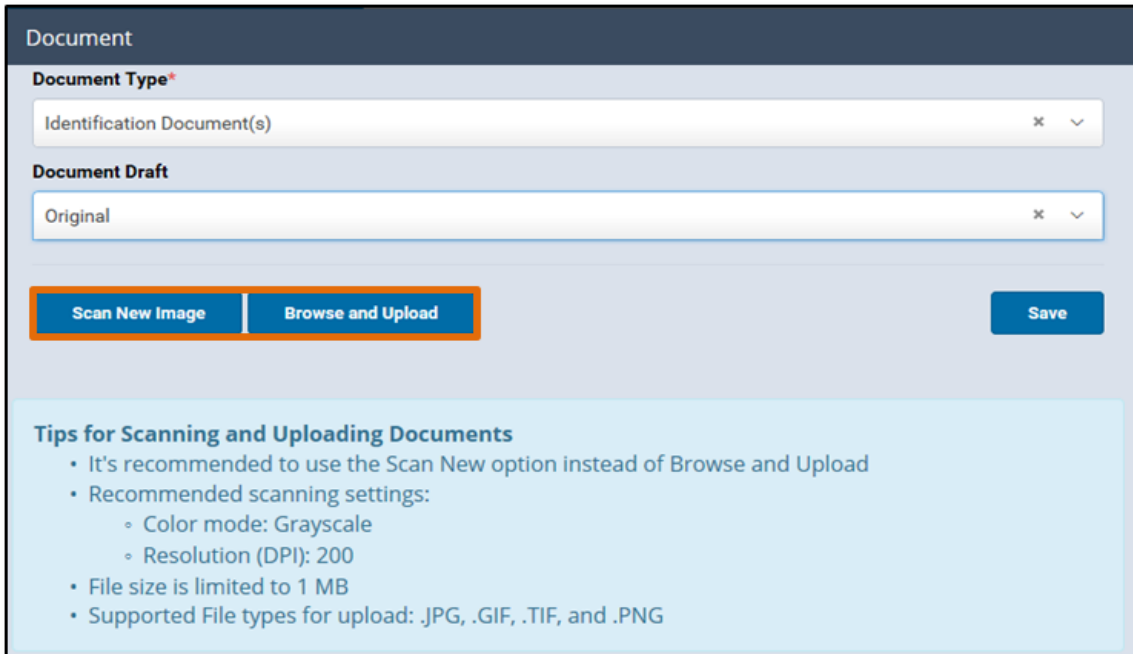 Document
Document Type*
Identification Document(s)
Document Draft
Original
Scan New Image Browse and Upload Save
Tips for Scanning and Uploading Documents
• It's recommended to use the Scan New option instead of Browse and Upload
• Recommended scanning settings:
◦ Color mode: Grayscale
◦ Resolution (DPI): 200
• File size is limited to 1 MB
• Supported File types for upload: .JPG, .GIF, .TIF, and .PNG